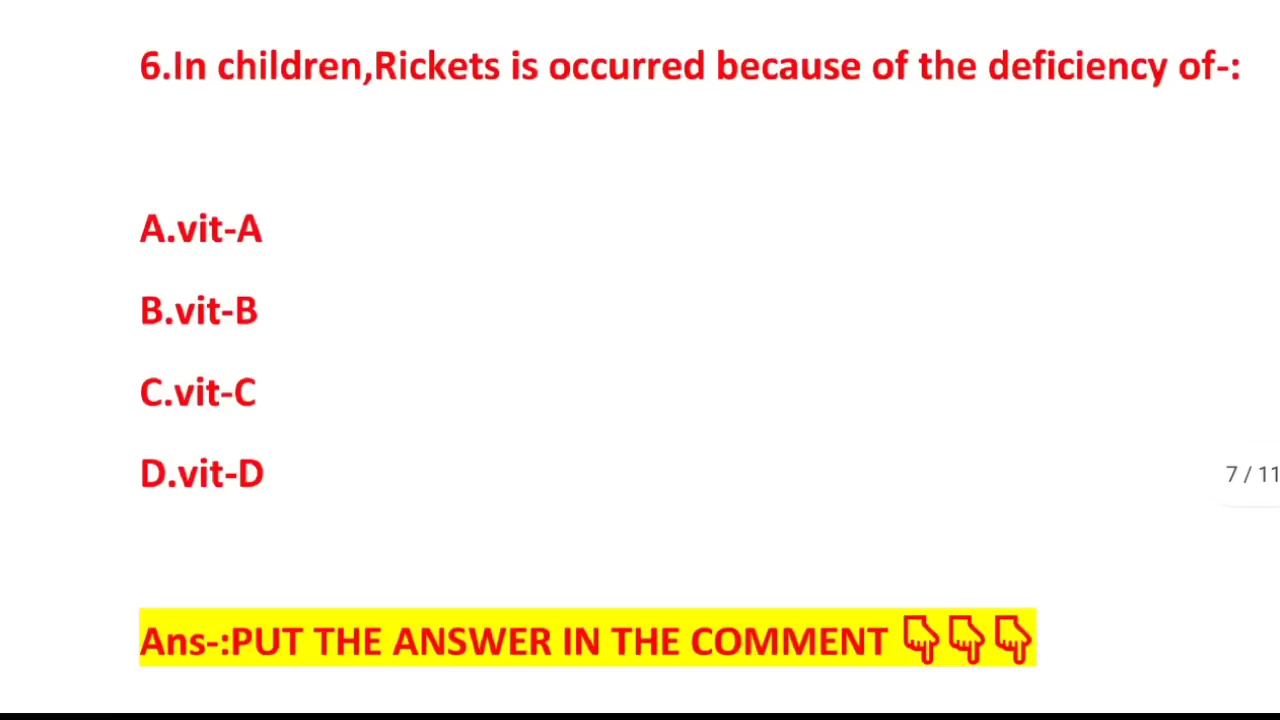 6.In children,Rickets is occurred because of the deficiency of-:
A.vit-A
B.vit-B
C.vit-C
D.vit-D
7 / 11
Ans-:PUT THE ANSWER IN THE COMMENT 👇👇👇